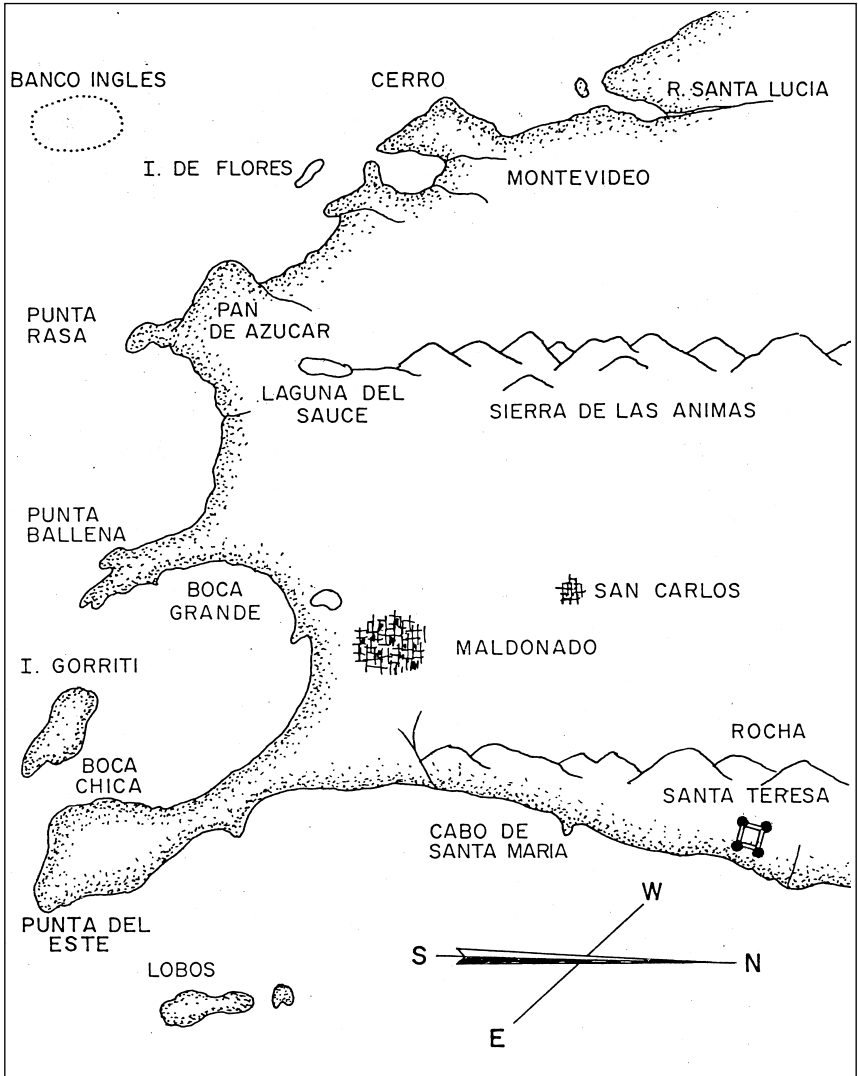 BANCO INGLES
CERRO
R. SANTA LUCIA
I. DE FLORES
MONTEVIDEO
PUNTA
RASA
PAN
DE AZUCAR
LAGUNA DEL
SAUCE
SIERRA DE LAS ANIMAS
PUNTA
BALLENA
BOCA
GRANDE
SAN CARLOS
MALDONADO
I. GORRITI
BOCA
CHICA
ROCHA
SANTA TERESA
CABO DE
SANTA MARIA
PUNTA DEL
ESTE
LOBOS
W
S
N
E